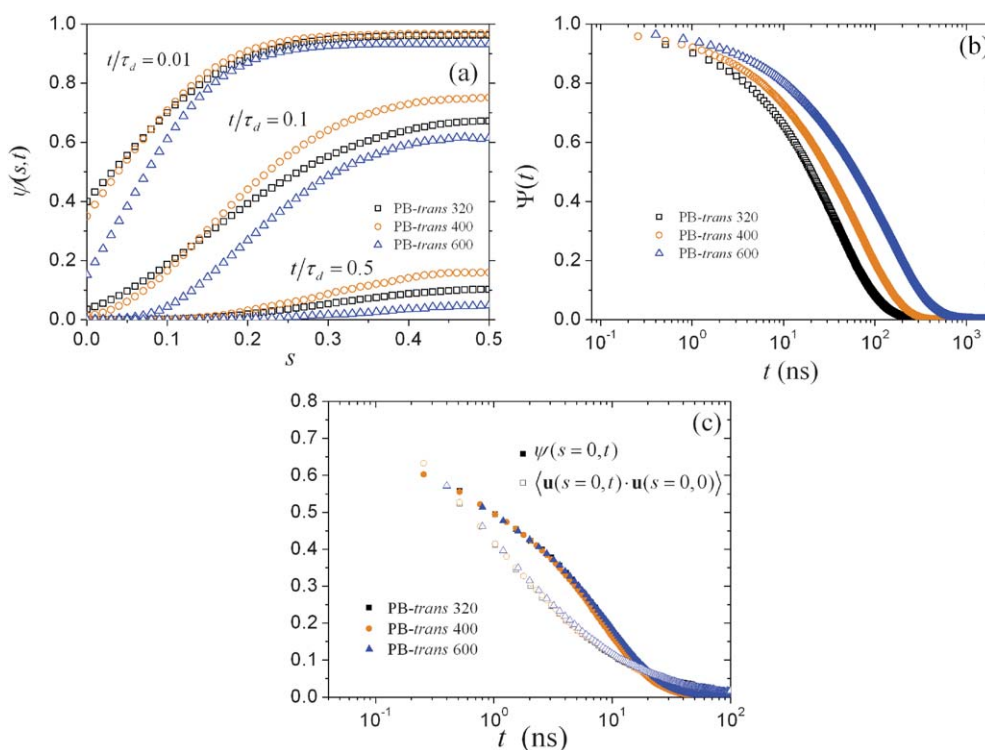 1.0
0.8
0.6
0.4
0.2
0.0
ψ(s,t)
t/τ_d = 0.01
(a)
t/τ_d = 0.1
PB-trans 320
PB-trans 400
PB-trans 600
t/τ_d = 0.5
0.0 0.1 0.2 0.3 0.4 0.5
s
1.0
0.8
0.6
0.4
0.2
0.0
Ψ(t)
(b)
PB-trans 320
PB-trans 400
PB-trans 600
10⁻¹ 10⁰ 10¹ 10² 10³
t (ns)
0.8
0.7
0.6
0.5
0.4
0.3
0.2
0.1
0.0
(c)
ψ(s = 0,t)
⟨u(s = 0,t) · u(s = 0,0)⟩
PB-trans 320
PB-trans 400
PB-trans 600
10⁻¹ 10⁰ 10¹ 10²
t (ns)